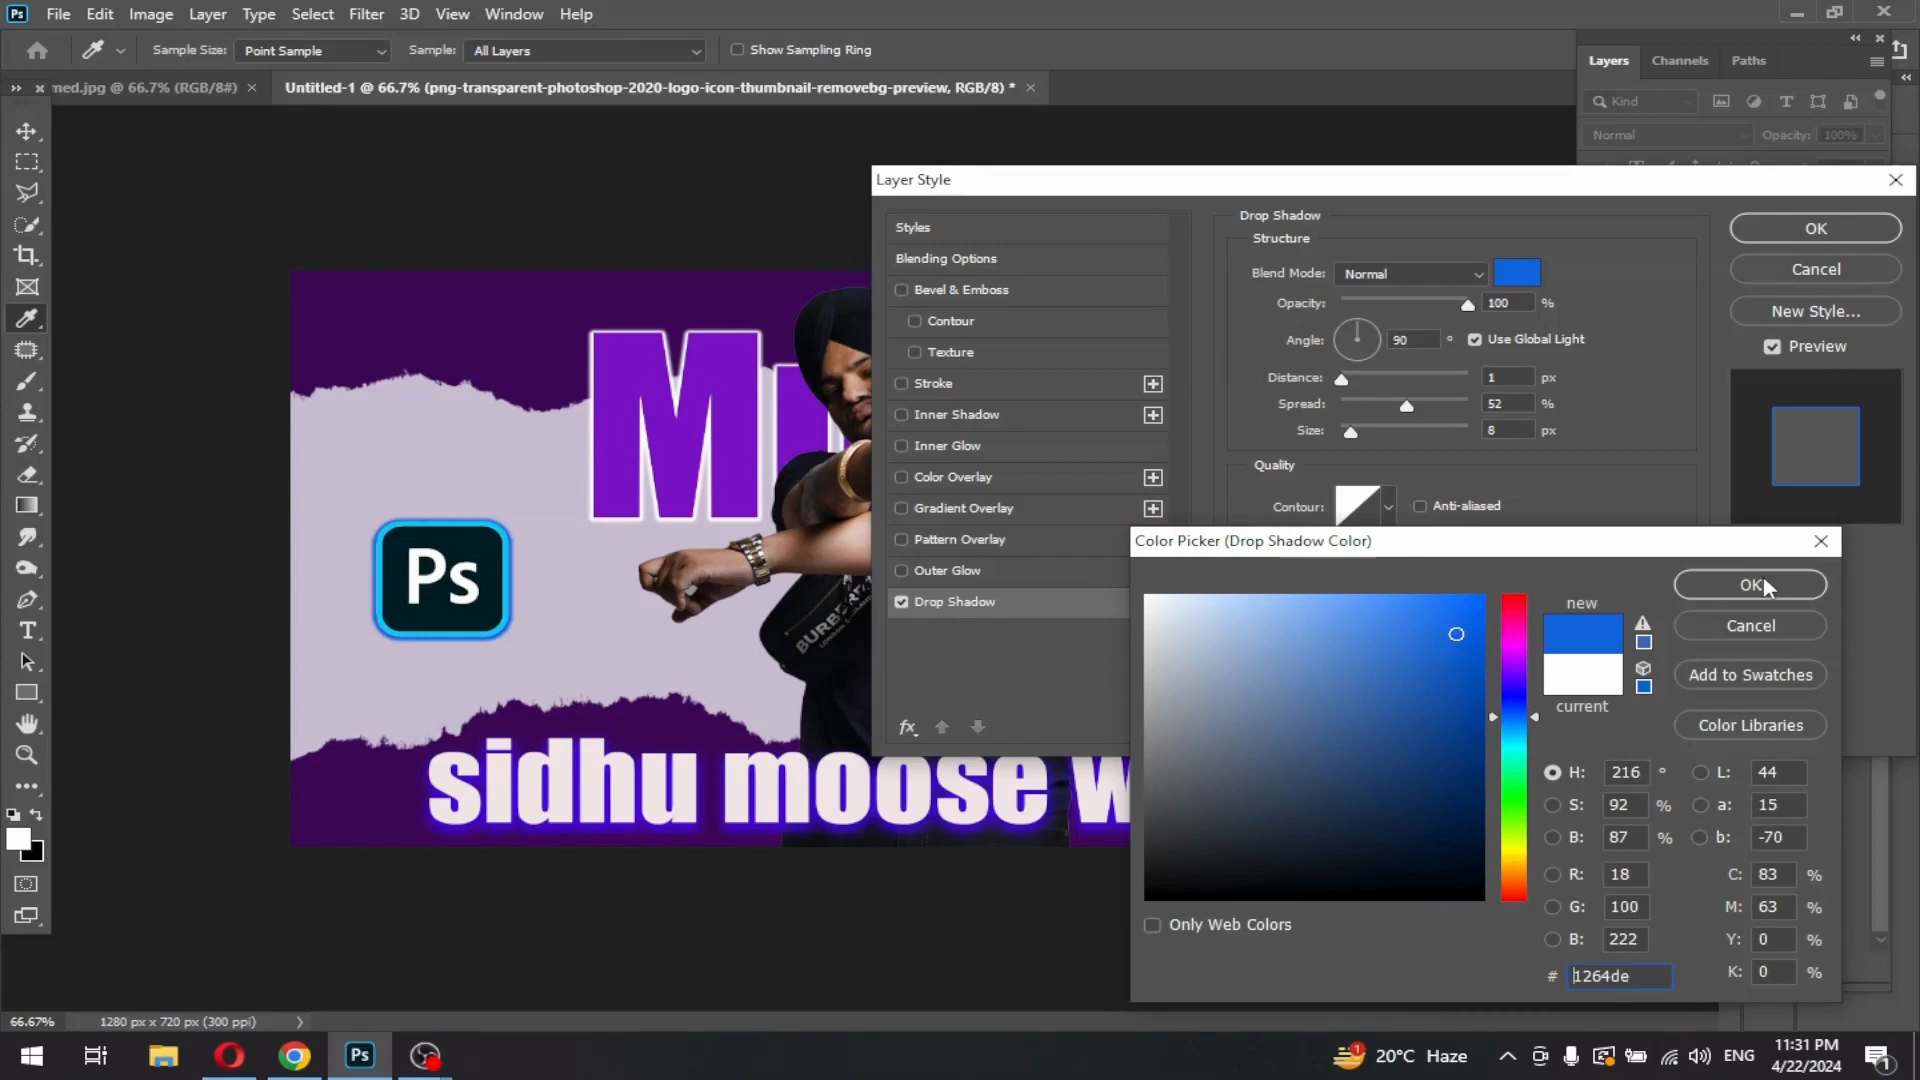 Ps File Edit Image Layer Type Select Filter 3D View Window Help
Sample Size: Point Sample Sample: All Layers Show Sampling Ring
med.jpg @ 66.7% (RGB/8#) × Untitled-1 @ 66.7% (png-transparent-photoshop-2020-logo-icon-thumbnail-removebg-preview, RGB/8) * ×
Layers Channels Paths
Kind
Normal Opacity: 100%
Layer Style
Styles
Blending Options
Bevel & Emboss
Contour
Texture
Stroke
Inner Shadow
Inner Glow
Color Overlay
Gradient Overlay
Pattern Overlay
Outer Glow
Drop Shadow
fx
Drop Shadow
Structure
Blend Mode: Normal
Opacity: 100 %
Angle: 90 ° Use Global Light
Distance: 1 px
Spread: 52 %
Size: 8 px
Quality
Contour: Anti-aliased
OK
Cancel
New Style...
Preview
M
Ps
BURBERRY
sidhu moose w
Color Picker (Drop Shadow Color)
new
current
OK
Cancel
Add to Swatches
Color Libraries
H: 216 ° L: 44
S: 92 % a: 15
B: 87 % b: -70
R: 18 C: 83 %
G: 100 M: 63 %
B: 222 Y: 0 %
# 1264de K: 0 %
Only Web Colors
66.67% 1280 px x 720 px (300 ppi)
Ps
1 20°C Haze ENG 11:31 PM
4/22/2024 1